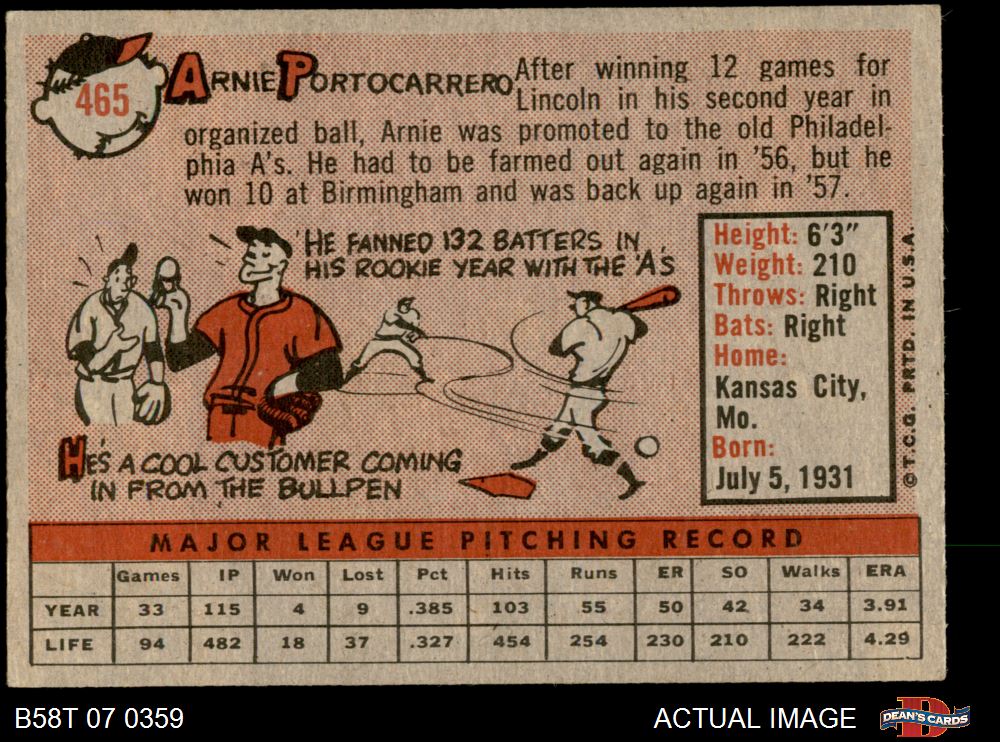 465
ARNIE PORTOCARRERO
After winning 12 games for
Lincoln in his second year in
organized ball, Arnie was promoted to the old Philadel-
phia A's. He had to be farmed out again in '56, but he
won 10 at Birmingham and was back up again in '57.
HE FANNED 132 BATTERS IN
HIS ROOKIE YEAR WITH THE 'A'S
HE'S A COOL CUSTOMER COMING
IN FROM THE BULLPEN
Height: 6'3"
Weight: 210
Throws: Right
Bats: Right
Home:
Kansas City,
Mo.
Born:
July 5, 1931
© T.C.G. PRTD. IN U.S.A.
MAJOR LEAGUE PITCHING RECORD
Games IP Won Lost Pct Hits Runs ER SO Walks ERA
YEAR 33 115 4 9 .385 103 55 50 42 34 3.91
LIFE 94 482 18 37 .327 454 254 230 210 222 4.29
B58T 07 0359
ACTUAL IMAGE
D
DEAN'S CARDS